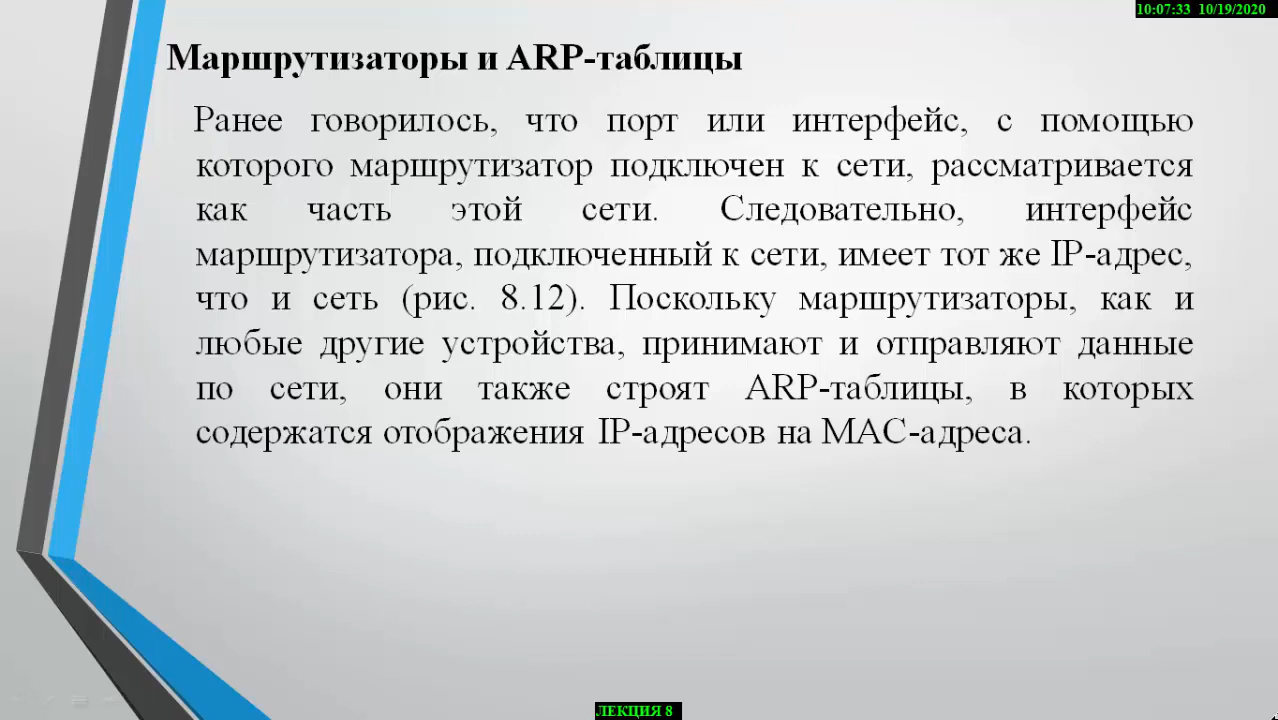 10:07:33 10/19/2020
Маршрутизаторы и ARP-таблицы
Ранее говорилось, что порт или интерфейс, с помощью
которого маршрутизатор подключен к сети, рассматривается
как часть этой сети. Следовательно, интерфейс
маршрутизатора, подключенный к сети, имеет тот же IP-адрес,
что и сеть (рис. 8.12). Поскольку маршрутизаторы, как и
любые другие устройства, принимают и отправляют данные
по сети, они также строят ARP-таблицы, в которых
содержатся отображения IP-адресов на MAC-адреса.
ЛЕКЦИЯ 8